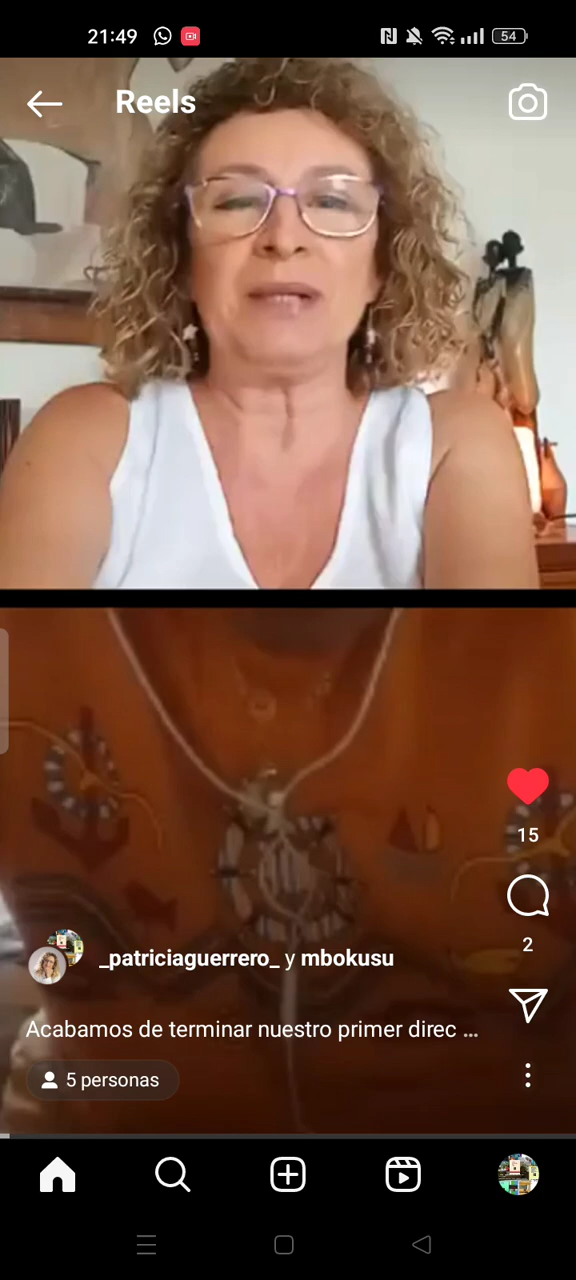 21:49
54
Reels
15
2
_patriciaguerrero_ y mbokusu
Acabamos de terminar nuestro primer direc ...
5 personas